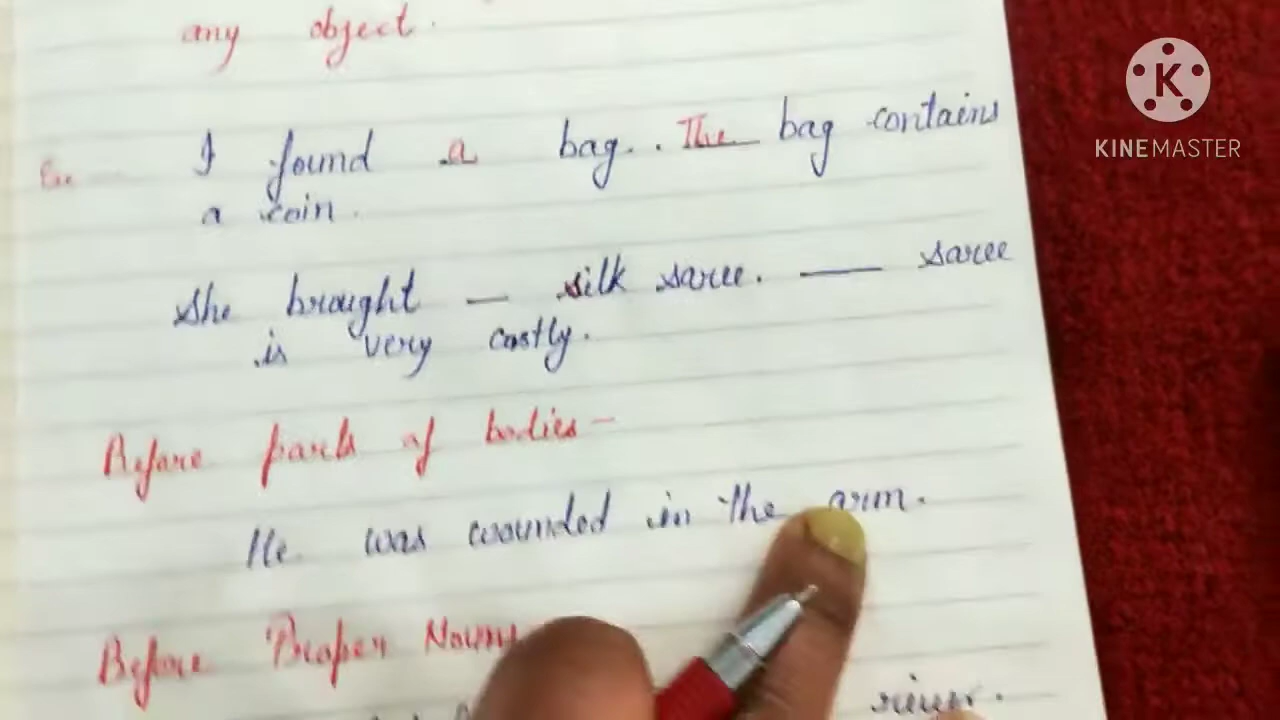 any object.
Ex — I found a bag. The bag contains
a coin.
She brought — silk saree. — saree
is very costly.
Before parts of bodies —
He was wounded in the arm.
Before Proper Nouns
river.
KINEMASTER